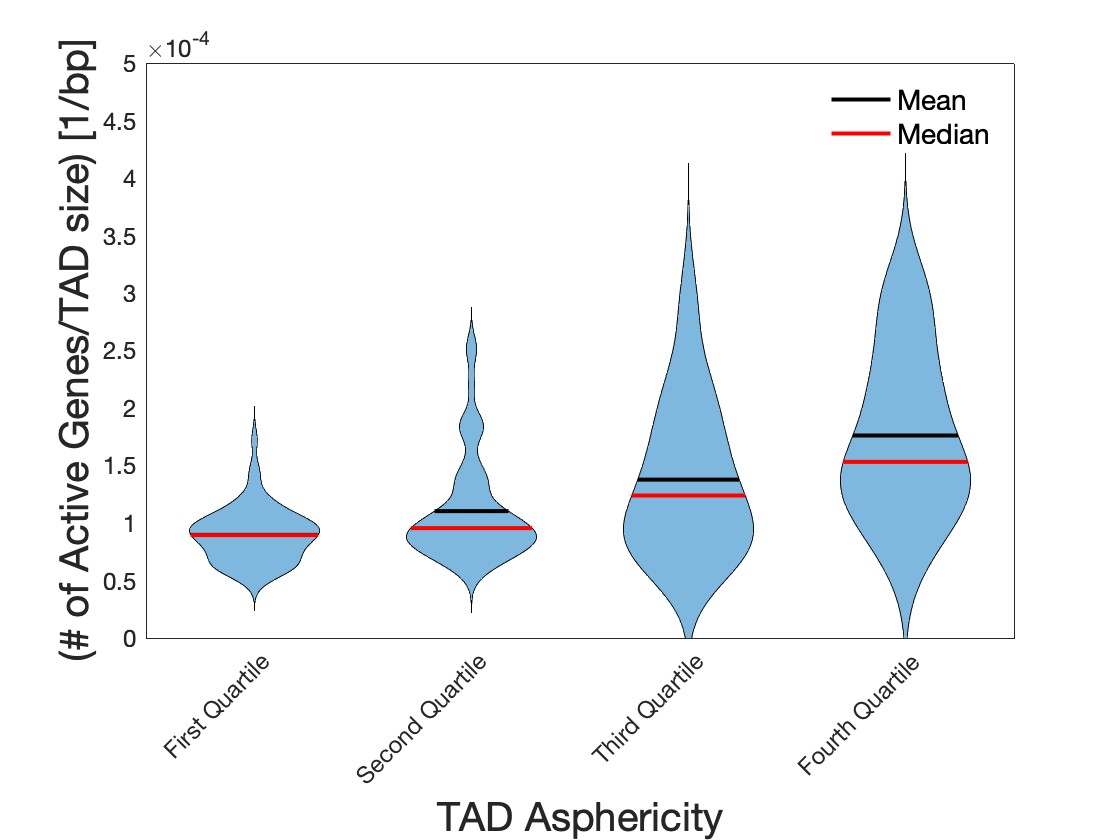 ×10⁻⁴
(# of Active Genes/TAD size) [1/bp]
5
4.5
4
3.5
3
2.5
2
1.5
1
0.5
0
Mean
Median
First Quartile
Second Quartile
Third Quartile
Fourth Quartile
TAD Asphericity